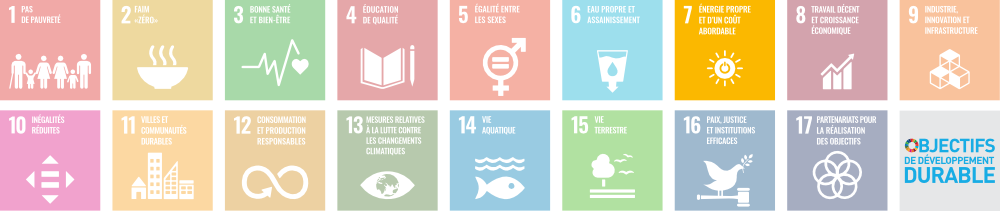 1 PAS
DE PAUVRETÉ
2 FAIM
«ZÉRO»
3 BONNE SANTÉ
ET BIEN-ÊTRE
4 ÉDUCATION
DE QUALITÉ
5 ÉGALITÉ ENTRE
LES SEXES
6 EAU PROPRE ET
ASSAINISSEMENT
7 ÉNERGIE PROPRE
ET D'UN COÛT
ABORDABLE
8 TRAVAIL DÉCENT
ET CROISSANCE
ÉCONOMIQUE
9 INDUSTRIE,
INNOVATION ET
INFRASTRUCTURE
10 INÉGALITÉS
RÉDUITES
11 VILLES ET
COMMUNAUTÉS
DURABLES
12 CONSOMMATION
ET PRODUCTION
RESPONSABLES
13 MESURES RELATIVES
À LA LUTTE CONTRE
LES CHANGEMENTS
CLIMATIQUES
14 VIE
AQUATIQUE
15 VIE
TERRESTRE
16 PAIX, JUSTICE
ET INSTITUTIONS
EFFICACES
17 PARTENARIATS POUR
LA RÉALISATION
DES OBJECTIFS
OBJECTIFS
DE DÉVELOPPEMENT
DURABLE